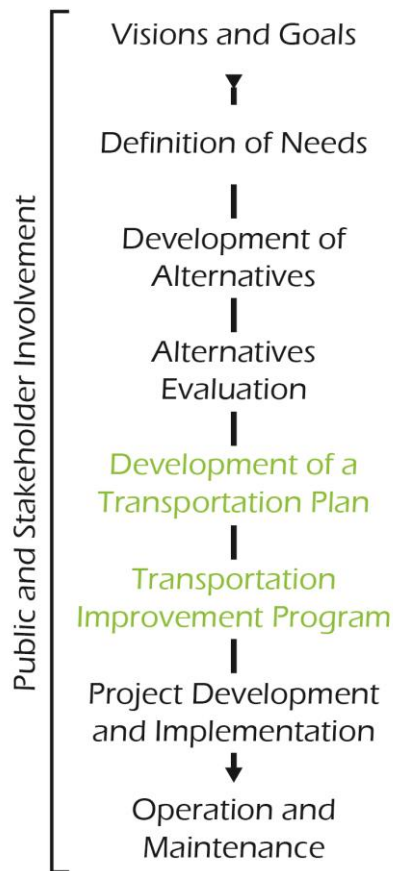 Public and Stakeholder Involvement
Visions and Goals
Definition of Needs
Development of
Alternatives
Alternatives
Evaluation
Development of a
Transportation Plan
Transportation
Improvement Program
Project Development
and Implementation
Operation and
Maintenance